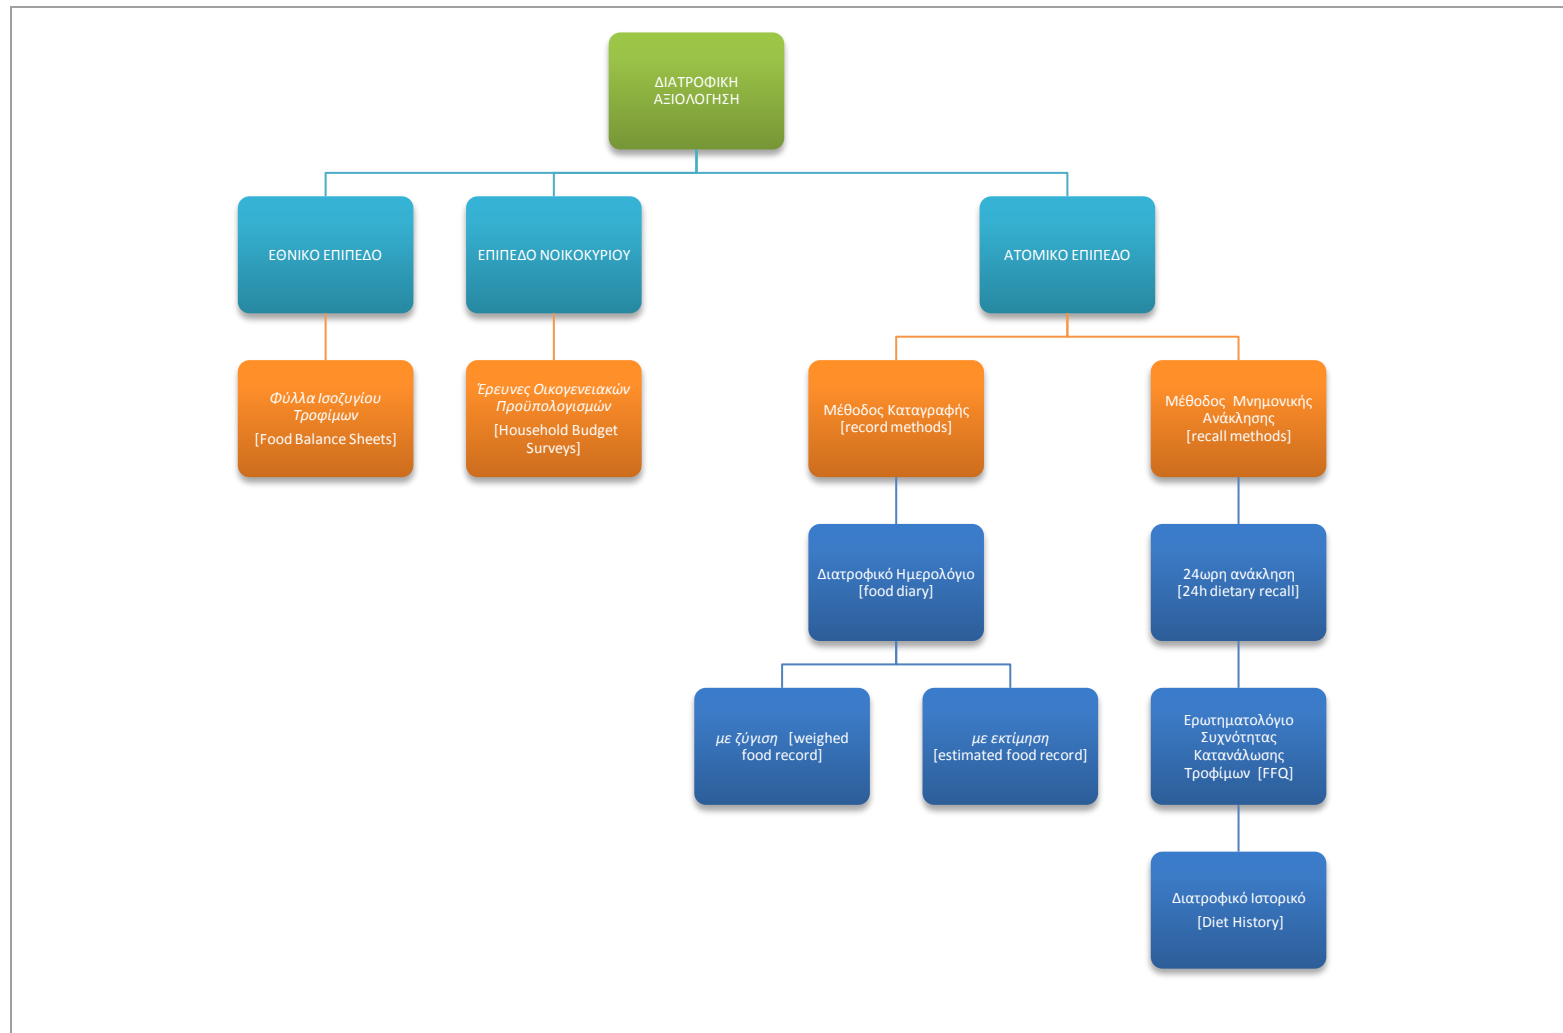 ΔΙΑΤΡΟΦΙΚΗ
ΑΞΙΟΛΟΓΗΣΗ
ΕΘΝΙΚΟ ΕΠΙΠΕΔΟ
ΕΠΙΠΕΔΟ ΝΟΙΚΟΚΥΡΙΟΥ
ΑΤΟΜΙΚΟ ΕΠΙΠΕΔΟ
Φύλλα Ισοζυγίου
Τροφίμων
[Food Balance Sheets]
Έρευνες Οικογενειακών
Προϋπολογισμών
[Household Budget
Surveys]
Μέθοδος Καταγραφής
[record methods]
Μέθοδος Μνημονικής
Ανάκλησης
[recall methods]
Διατροφικό Ημερολόγιο
[food diary]
24ωρη ανάκληση
[24h dietary recall]
με ζύγιση [weighed
food record]
με εκτίμηση
[estimated food record]
Ερωτηματολόγιο
Συχνότητας
Κατανάλωσης
Τροφίμων [FFQ]
Διατροφικό Ιστορικό
[Diet History]